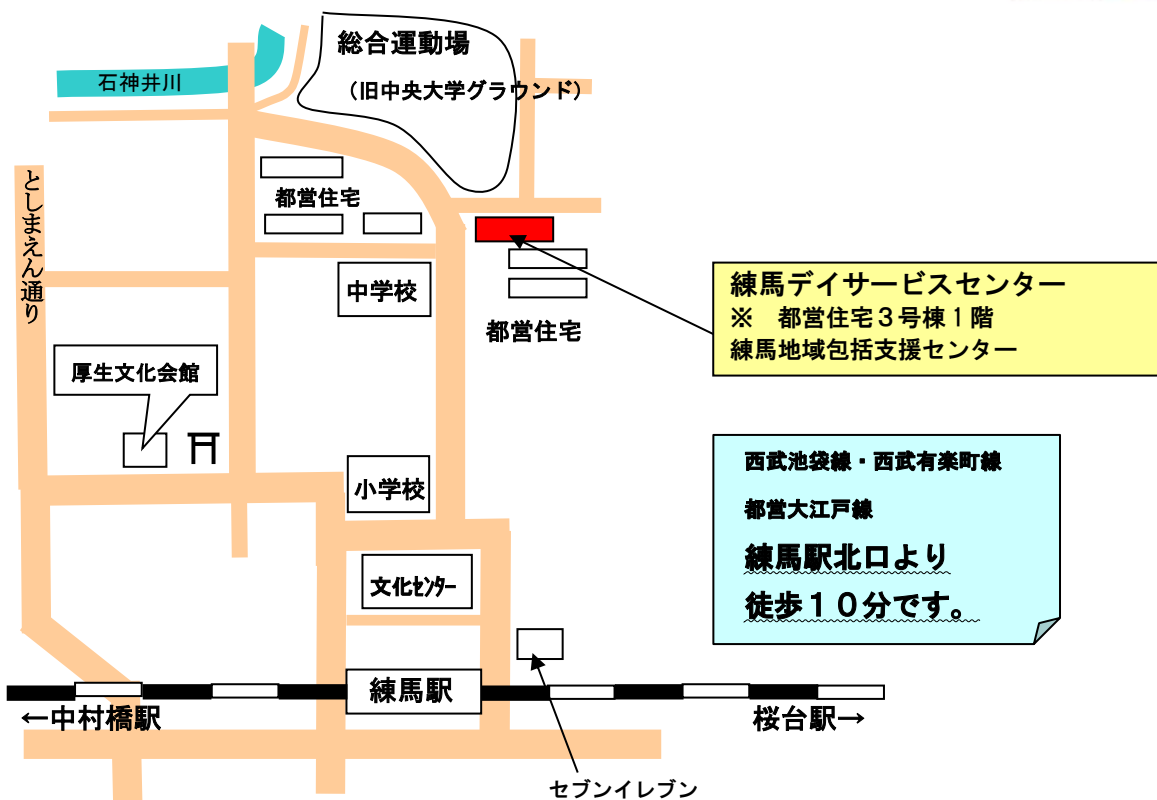 総合運動場
(旧中央大学グラウンド)
石神井川
としまえん通り
都営住宅
中学校
都営住宅
練馬デイサービスセンター
※　都営住宅３号棟１階
練馬地域包括支援センター
厚生文化会館
小学校
西武池袋線・西武有楽町線
都営大江戸線
練馬駅北口より
徒歩１０分です。
文化ｾﾝﾀｰ
練馬駅
←中村橋駅
桜台駅→
セブンイレブン